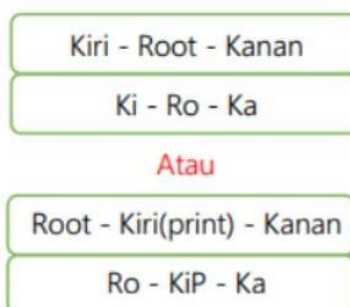 Kiri - Root - Kanan
Ki - Ro - Ka
Atau
Root - Kiri(print) - Kanan
Ro - KiP - Ka